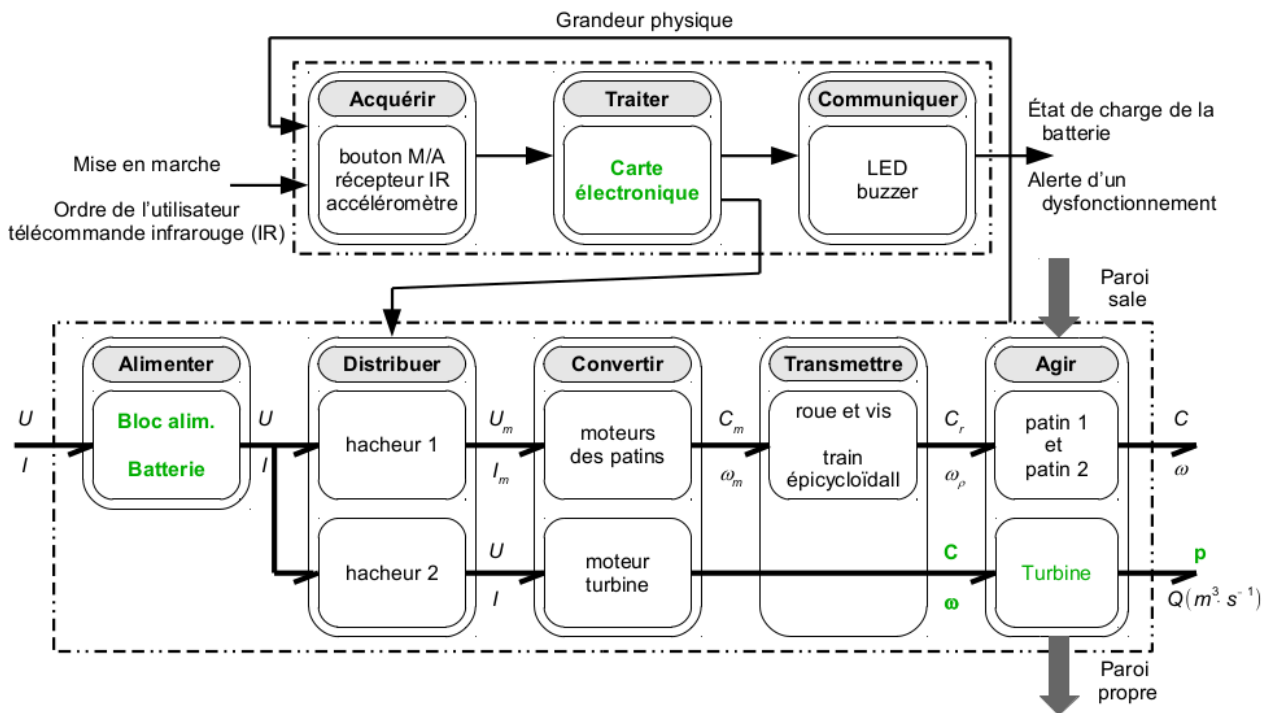 Grandeur physique
Acquérir
bouton M/A
récepteur IR
accéléromètre
Traiter
Carte
électronique
Communiquer
LED
buzzer
État de charge de la
batterie
Alerte d'un
dysfonctionnement
Mise en marche
Ordre de l'utilisateur
télécommande infrarouge (IR)
Paroi
sale
Alimenter
Distribuer
Convertir
Transmettre
Agir
U
I
Bloc alim.
Batterie
U
I
hacheur 1
U_m
I_m
moteurs
des patins
C_m
ω_m
roue et vis
train
épicycloïdall
C_r
ω_ρ
patin 1
et
patin 2
C
ω
hacheur 2
U
I
moteur
turbine
C
ω
Turbine
p
Q(m³·s⁻¹)
Paroi
propre